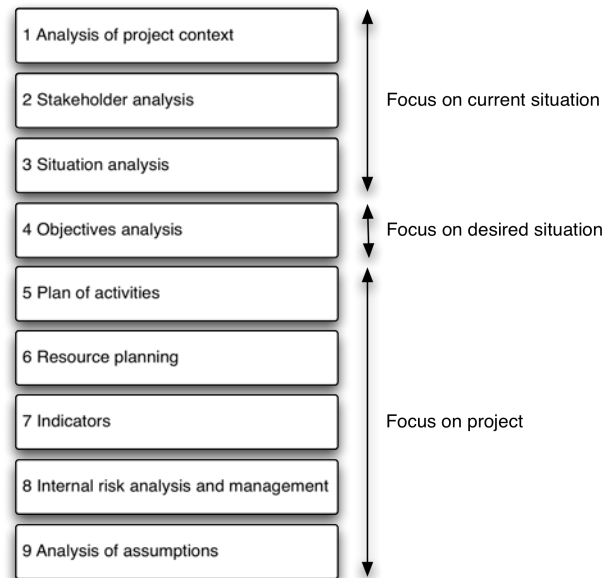 1 Analysis of project context
2 Stakeholder analysis
Focus on current situation
3 Situation analysis
4 Objectives analysis
Focus on desired situation
5 Plan of activities
6 Resource planning
7 Indicators
Focus on project
8 Internal risk analysis and management
9 Analysis of assumptions